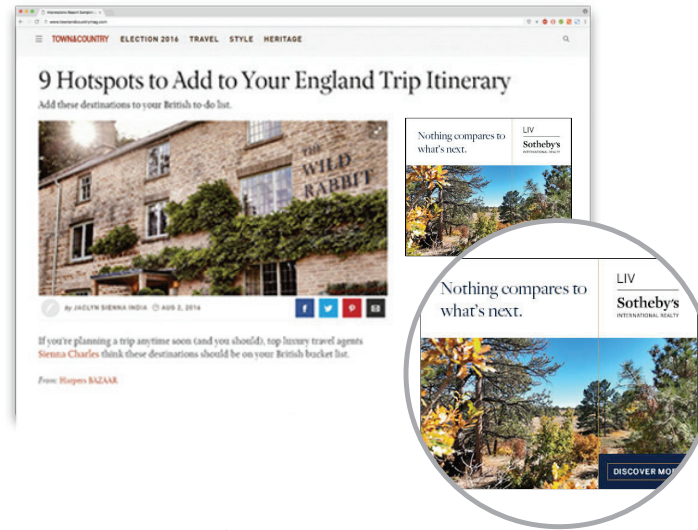 www.townandcountrymag.com
TOWN&COUNTRY ELECTION 2016 TRAVEL STYLE HERITAGE
9 Hotspots to Add to Your England Trip Itinerary
Add these destinations to your British to-do list.
THE
WILD
RABBIT
by JACLYN SIENNA INDIA AUG 2, 2016
If you're planning a trip anytime soon (and you should), top luxury travel agents
Sienna Charles think these destinations should be on your British bucket list.
From: Harpers BAZAAR
Nothing compares to
what's next.
LIV
Sotheby's
INTERNATIONAL REALTY
Nothing compares to
what's next.
LIV
Sotheby's
INTERNATIONAL REALTY
DISCOVER MO